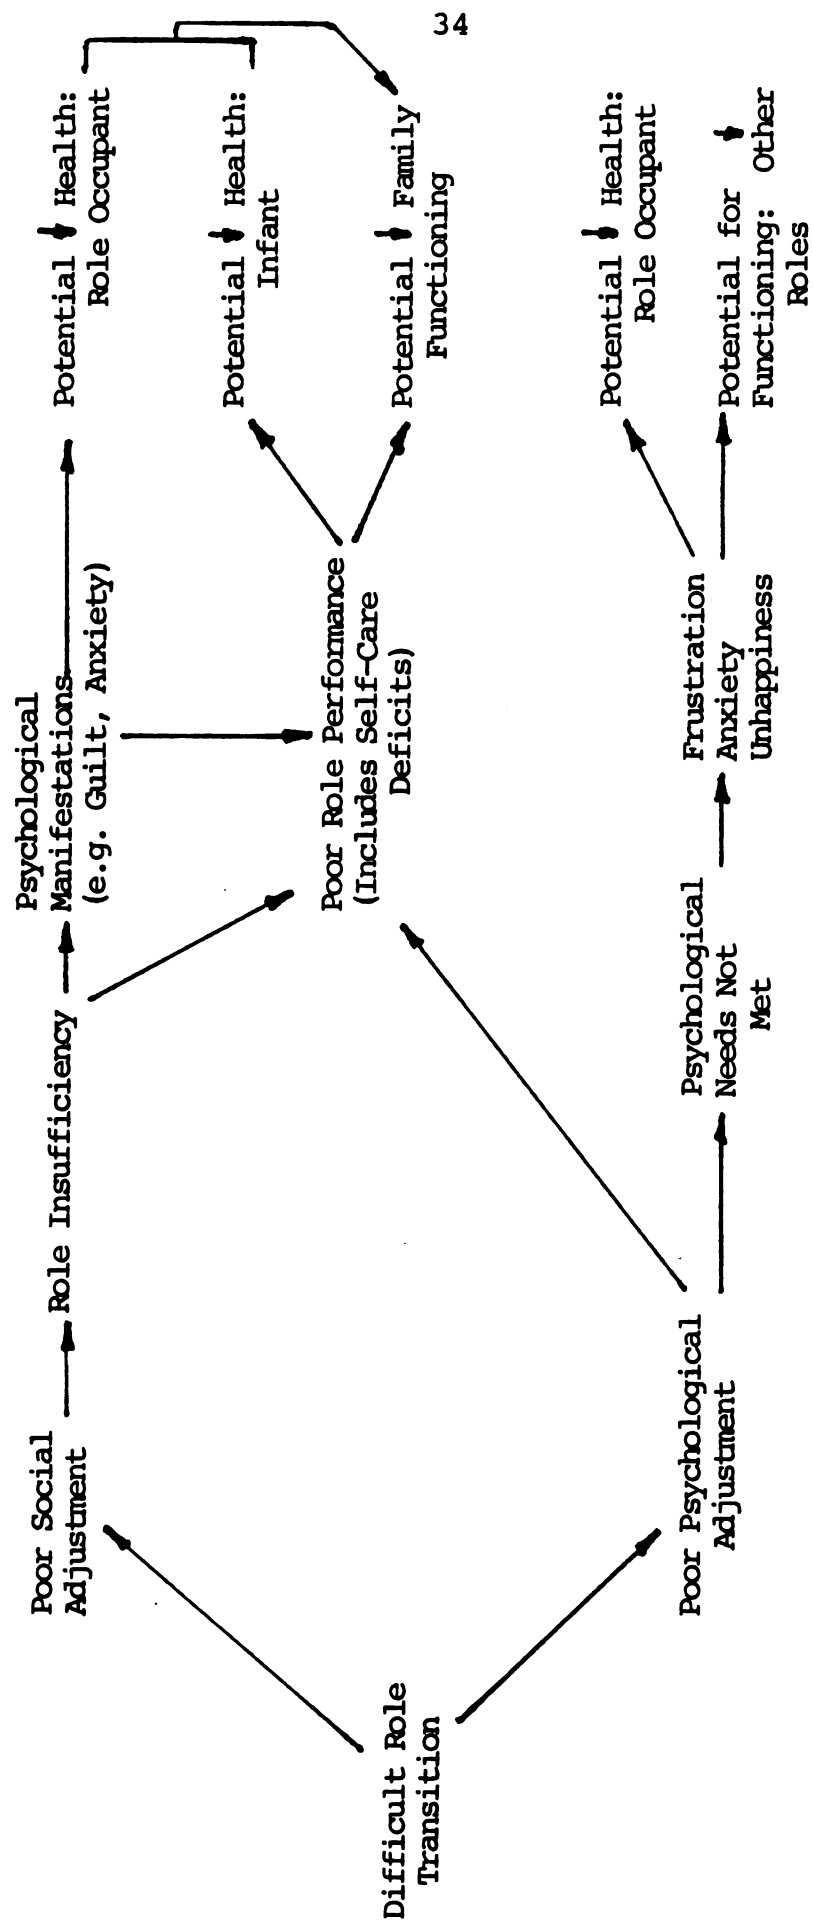 34
Difficult Role
Transition
Poor Social
Adjustment
Role Insufficiency
Psychological
Manifestations
(e.g. Guilt, Anxiety)
Potential ↓ Health:
Role Occupant
Potential ↓ Health:
Infant
Poor Role Performance
(Includes Self-Care
Deficits)
Potential ↓ Family
Functioning
Poor Psychological
Adjustment
Psychological
Needs Not
Met
Frustration
Anxiety
Unhappiness
Potential ↓ Health:
Role Occupant
Potential for ↓
Functioning: Other
Roles